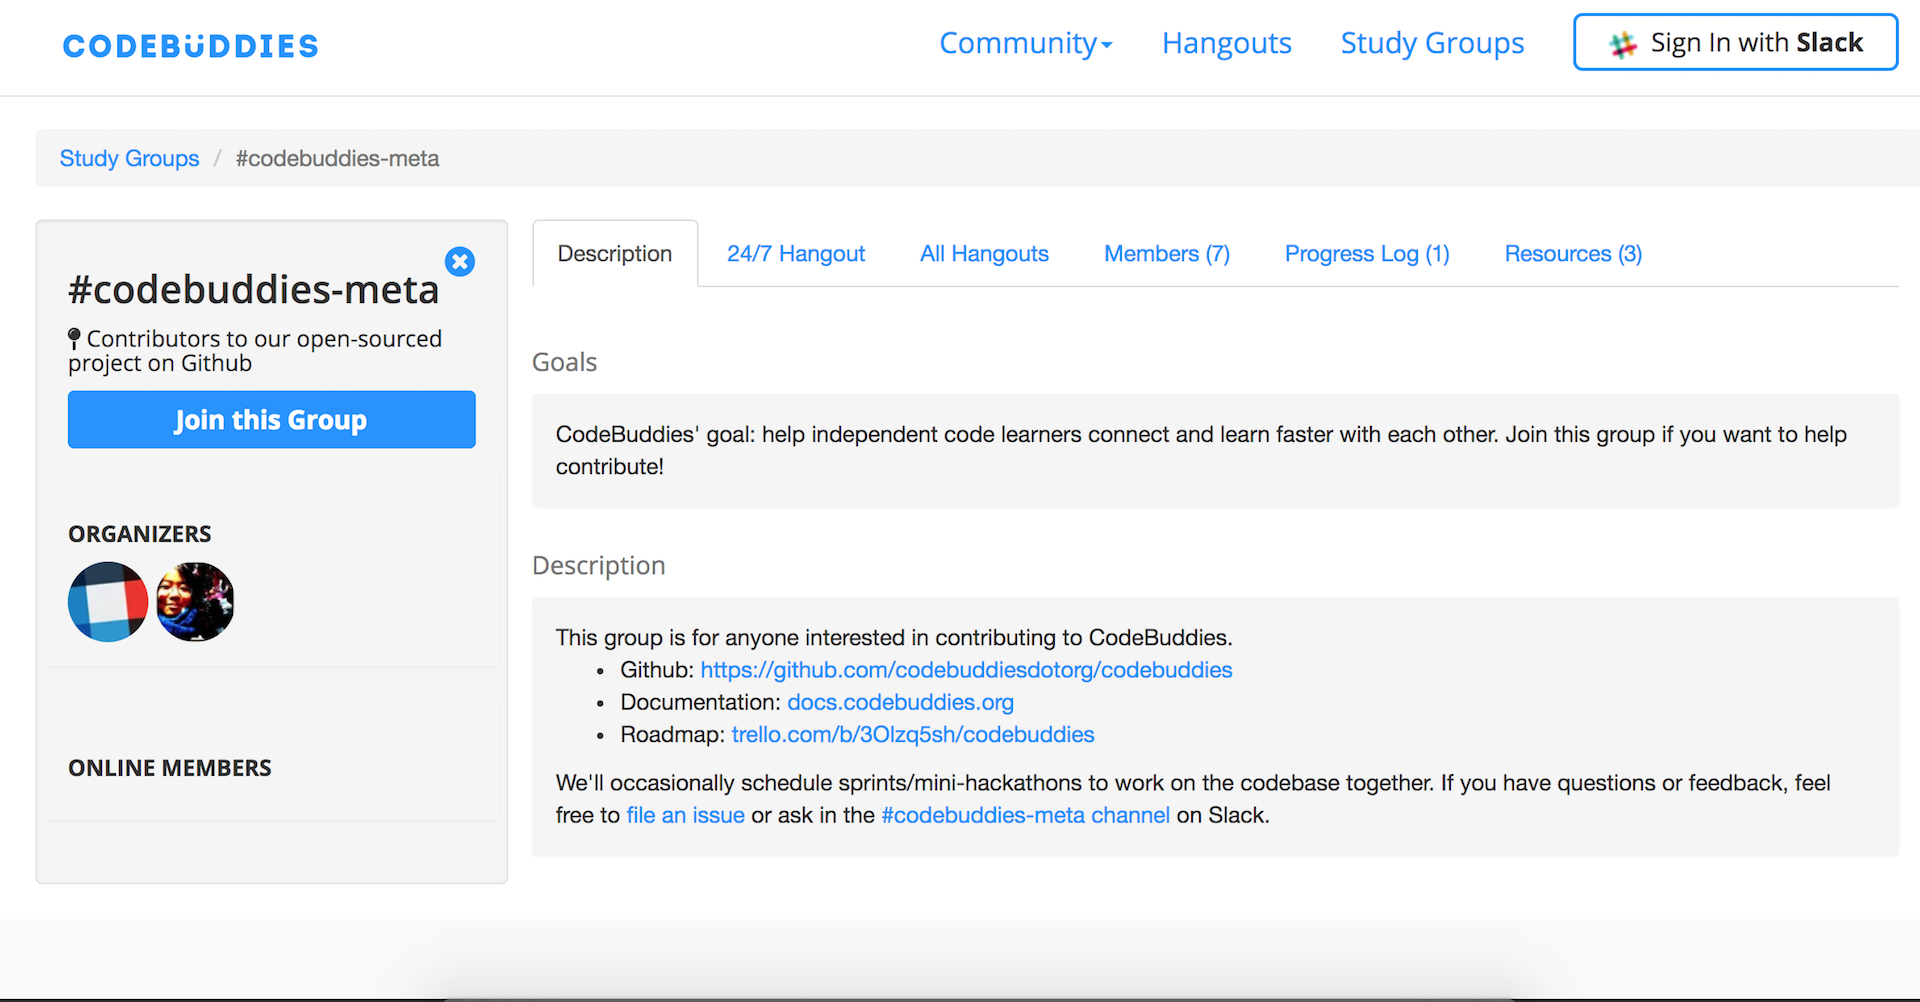 CODEBÜDDIES
Community
Hangouts
Study Groups
Sign In with Slack
Study Groups / #codebuddies-meta
#codebuddies-meta
Contributors to our open-sourced
project on Github
Join this Group
ORGANIZERS
ONLINE MEMBERS
Description
24/7 Hangout
All Hangouts
Members (7)
Progress Log (1)
Resources (3)
Goals
CodeBuddies' goal: help independent code learners connect and learn faster with each other. Join this group if you want to help
contribute!
Description
This group is for anyone interested in contributing to CodeBuddies.
• Github: https://github.com/codebuddiesdotorg/codebuddies
• Documentation: docs.codebuddies.org
• Roadmap: trello.com/b/3Olzq5sh/codebuddies
We'll occasionally schedule sprints/mini-hackathons to work on the codebase together. If you have questions or feedback, feel
free to file an issue or ask in the #codebuddies-meta channel on Slack.